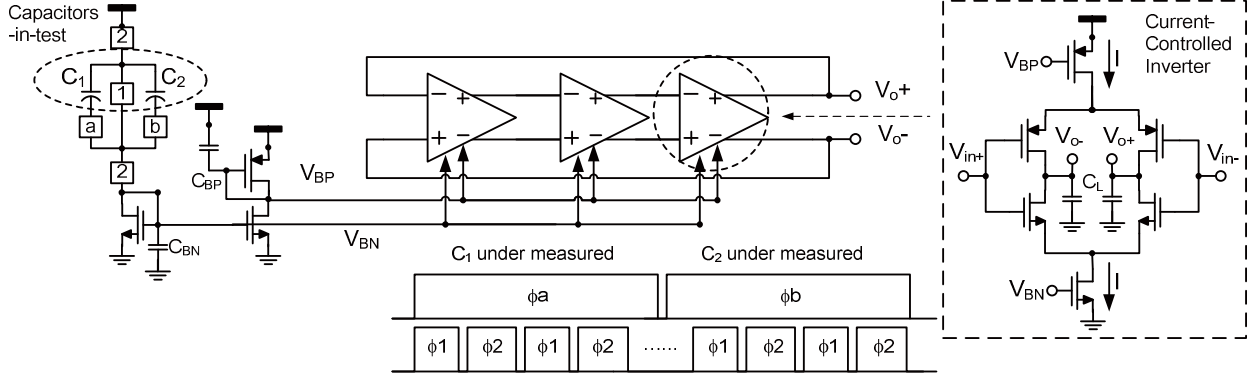 Capacitors
-in-test
2
C1
C2
1
a
b
2
CBP
CBN
VBP
VBN
−
+
−
+
−
+
+
−
+
−
+
−
Vo+
Vo-
C1 under measured
C2 under measured
ϕa
ϕb
ϕ1
ϕ2
ϕ1
ϕ2
......
ϕ1
ϕ2
ϕ1
ϕ2
Current-
Controlled
Inverter
VBP
I
Vo-
Vo+
Vin+
Vin-
CL
VBN
I